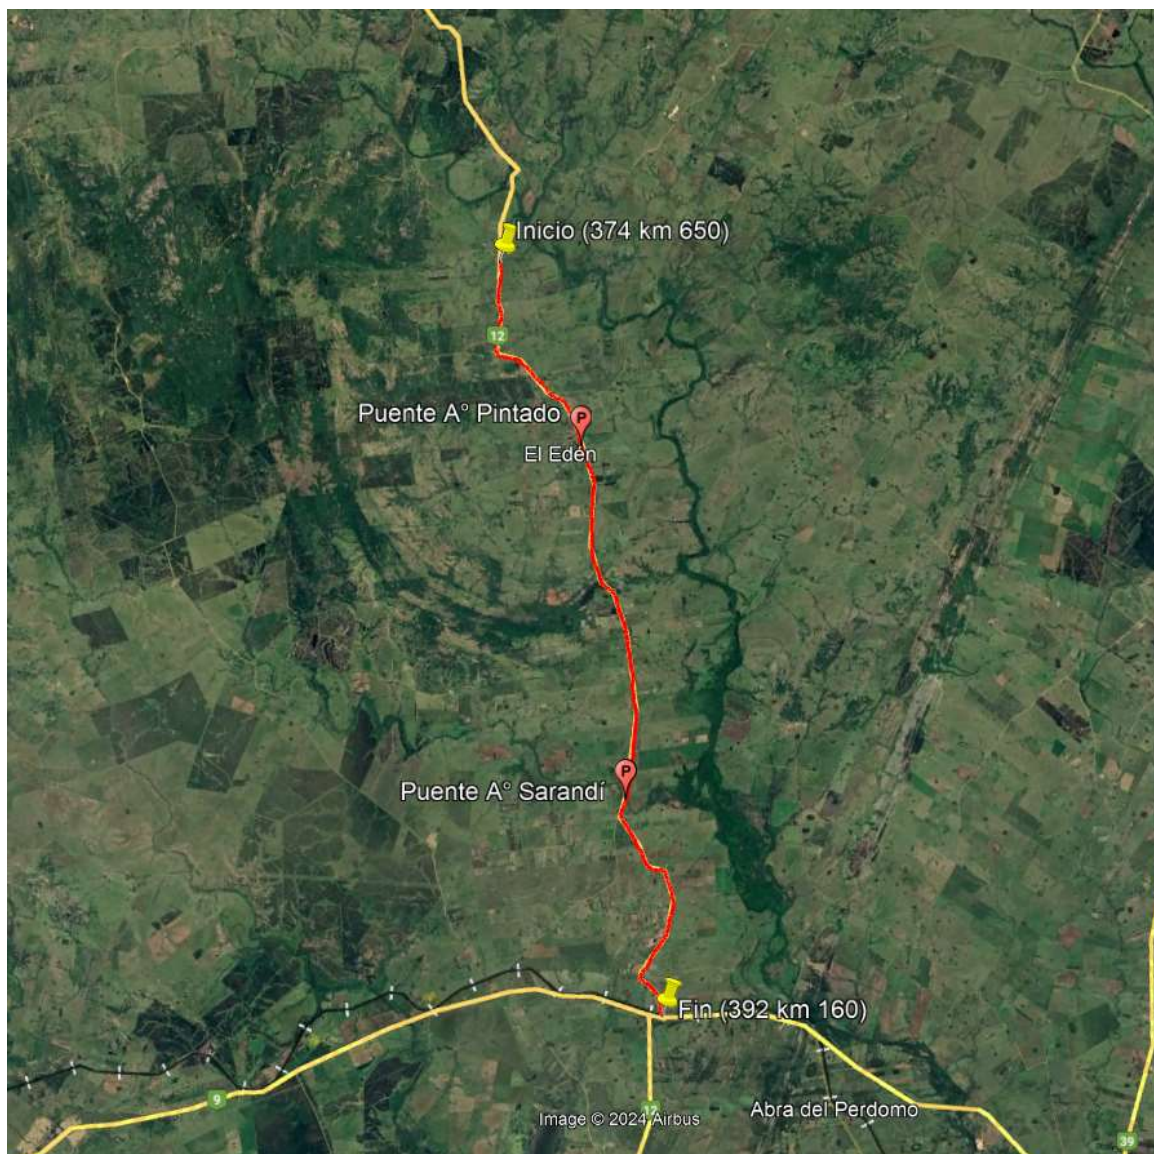 Inicio (374 km 650)
12
Puente A° Pintado
P
El Edén
P
Puente A° Sarandí
Fin (392 km 160)
9
12
Image © 2024 Airbus
Abra del Perdomo
39